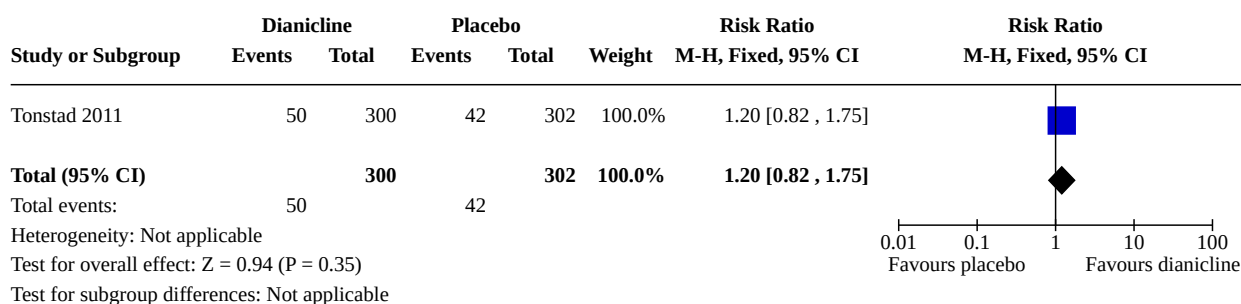 Dianicline Placebo Risk Ratio Risk Ratio
Study or Subgroup Events Total Events Total Weight M-H, Fixed, 95% CI M-H, Fixed, 95% CI
Tonstad 2011 50 300 42 302 100.0% 1.20 [0.82 , 1.75]
Total (95% CI) 300 302 100.0% 1.20 [0.82 , 1.75]
Total events: 50 42
Heterogeneity: Not applicable
0.01 0.1 1 10 100
Test for overall effect: Z = 0.94 (P = 0.35) Favours placebo Favours dianicline
Test for subgroup differences: Not applicable